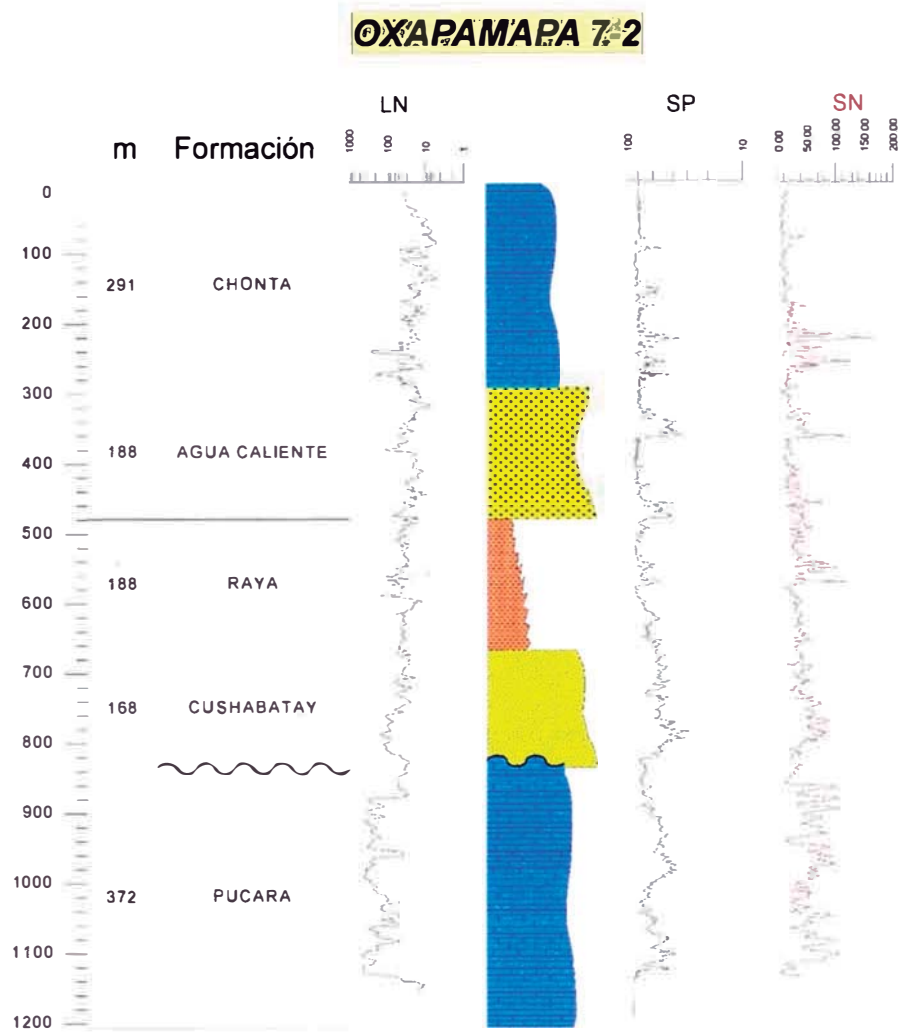 OXAPAMAPA 7-2
LN SP SN
m Formación
1000 100 10 1
100 10
0.00 50.00 100.00 150.00 200.00
0
100
291 CHONTA
200
300
188 AGUA CALIENTE
400
500
188 RAYA
600
700
168 CUSHABATAY
800
900
1000
372 PUCARA
1100
1200